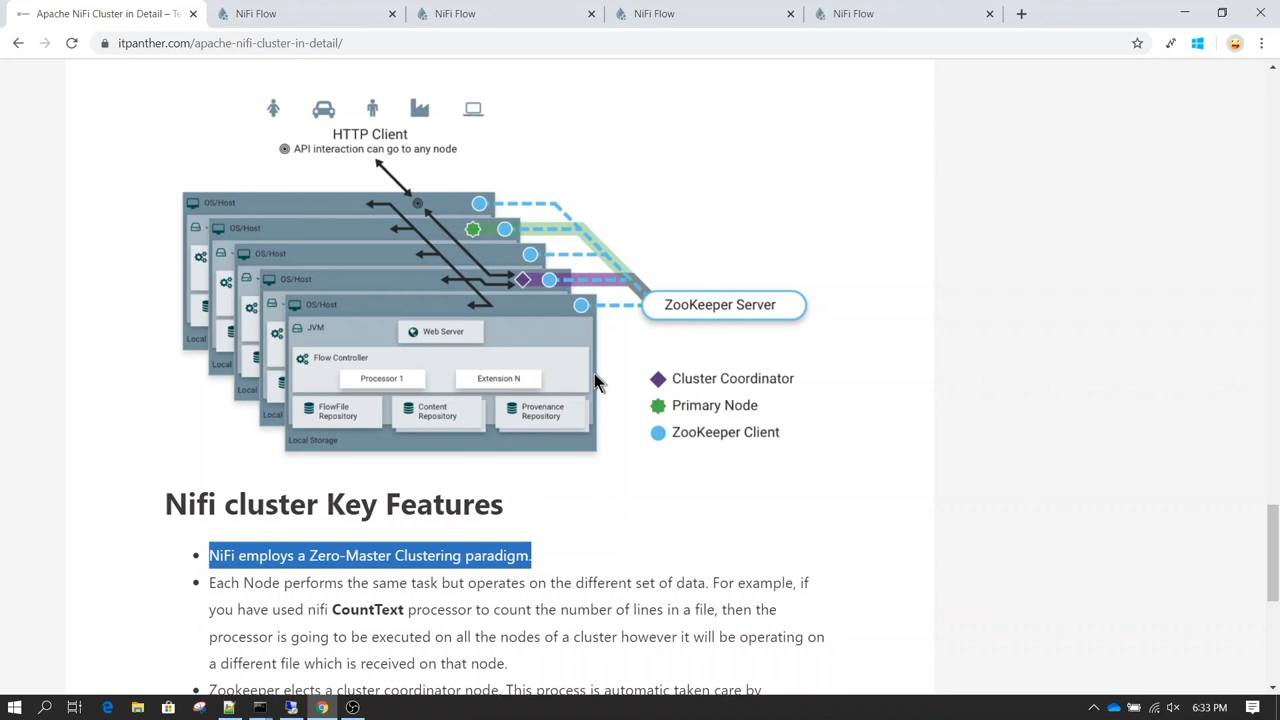 Apache NiFi Cluster in Detail – Te
NiFi Flow
NiFi Flow
NiFi Flow
NiFi Flow
itpanther.com/apache-nifi-cluster-in-detail/
HTTP Client
API interaction can go to any node
OS/Host
OS/Host
OS/Host
OS/Host
OS/Host
ZooKeeper Server
JVM
Web Server
Flow Controller
Processor 1
Extension N
FlowFile Repository
Content Repository
Provenance Repository
Local Storage
Local
Local
Local
Local
Cluster Coordinator
Primary Node
ZooKeeper Client
Nifi cluster Key Features
• NiFi employs a Zero-Master Clustering paradigm.
• Each Node performs the same task but operates on the different set of data. For example, if
you have used nifi CountText processor to count the number of lines in a file, then the
processor is going to be executed on all the nodes of a cluster however it will be operating on
a different file which is received on that node.
• Zookeeper elects a cluster coordinator node. This process is automatic taken care by
6:33 PM